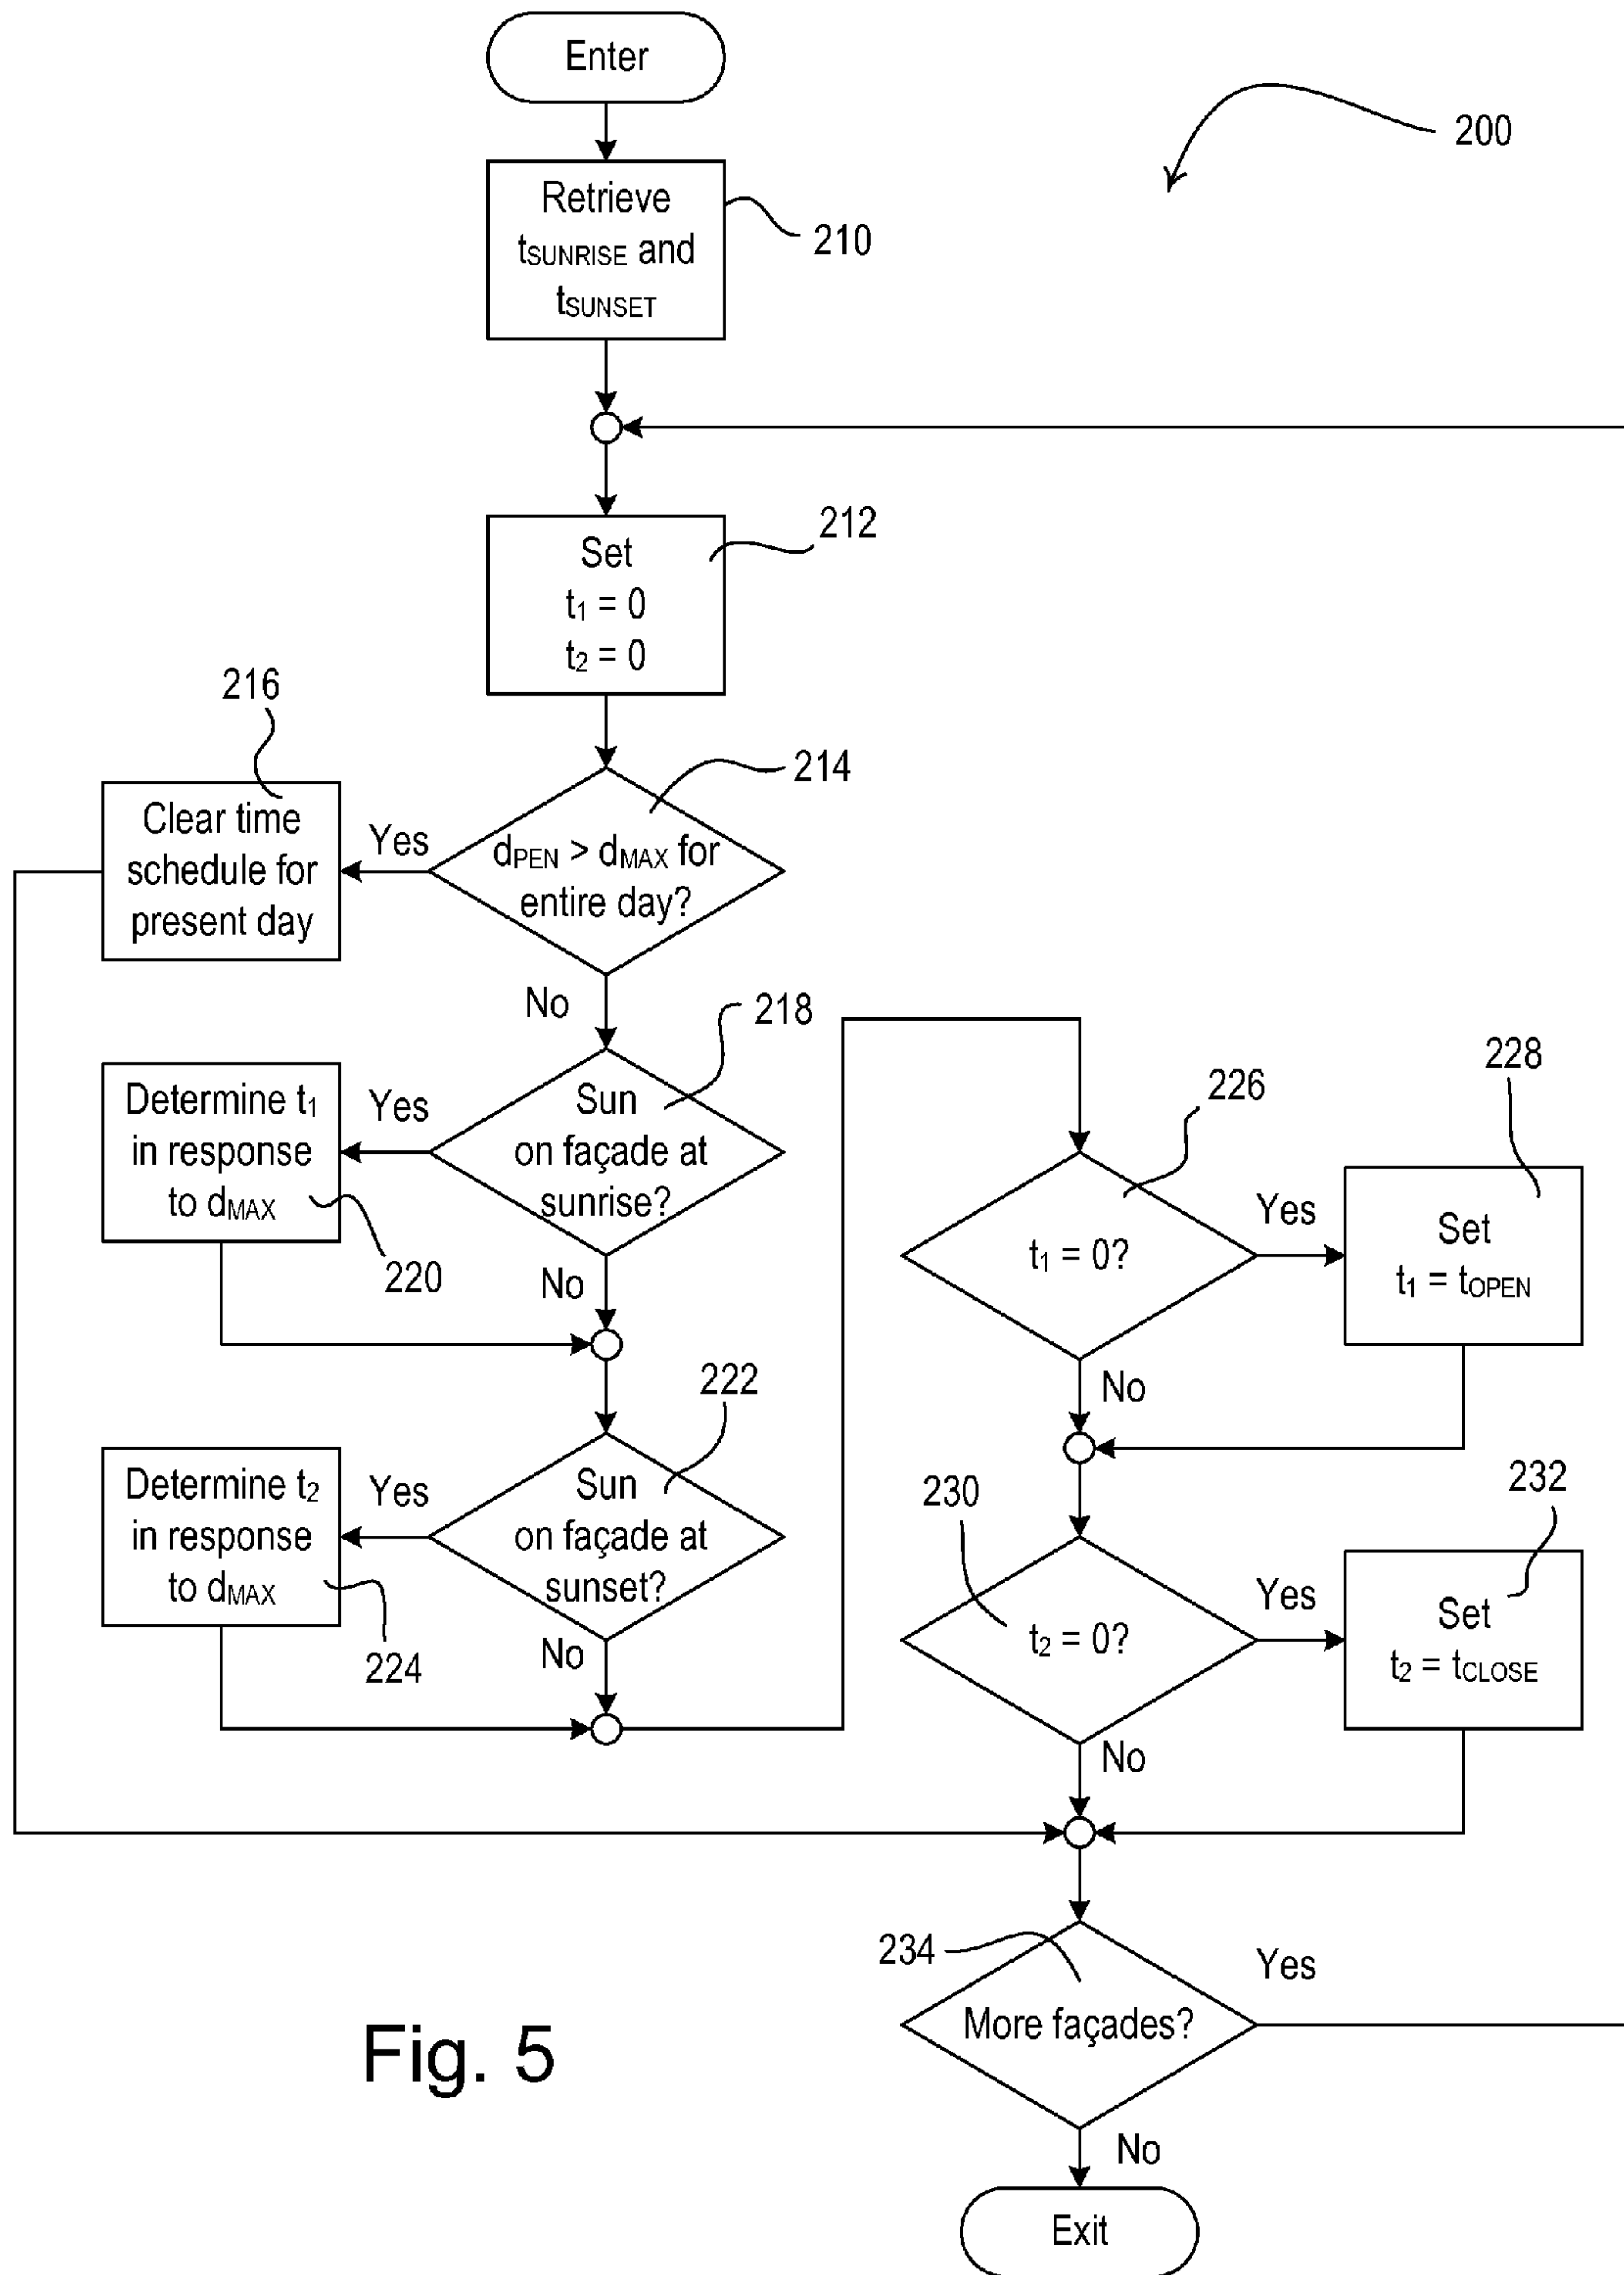 Enter
200
Retrieve
tSUNRISE and
tSUNSET
210
Set
t1 = 0
t2 = 0
212
216
Clear time
schedule for
present day
Yes
dPEN > dMAX for
entire day?
214
No
Determine t1
in response
to dMAX
220
Yes
Sun
on façade at
sunrise?
218
No
Determine t2
in response
to dMAX
224
Yes
Sun
on façade at
sunset?
222
No
t1 = 0?
226
Yes
Set
t1 = tOPEN
228
No
t2 = 0?
230
Yes
Set
t2 = tCLOSE
232
No
234
More façades?
Yes
No
Exit
Fig. 5